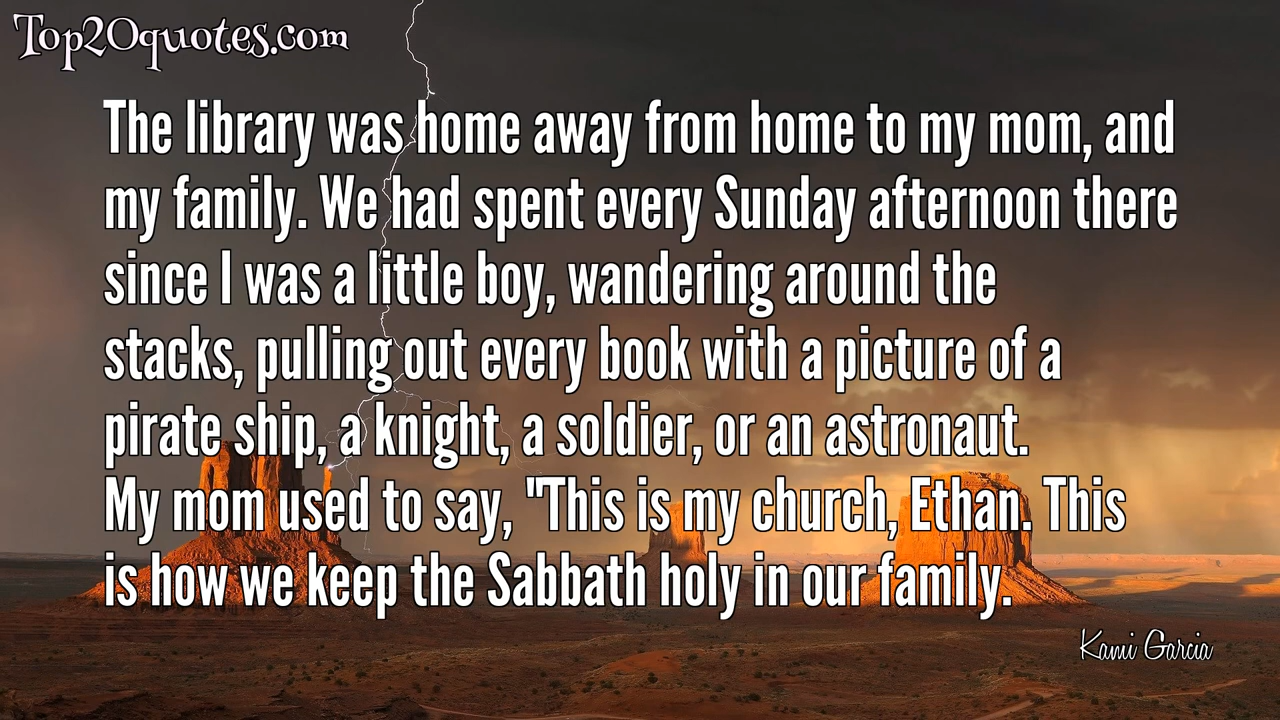 Top20quotes.com
The library was home away from home to my mom, and
my family. We had spent every Sunday afternoon there
since I was a little boy, wandering around the
stacks, pulling out every book with a picture of a
pirate ship, a knight, a soldier, or an astronaut.
My mom used to say, "This is my church, Ethan. This
is how we keep the Sabbath holy in our family.
Kami Garcia